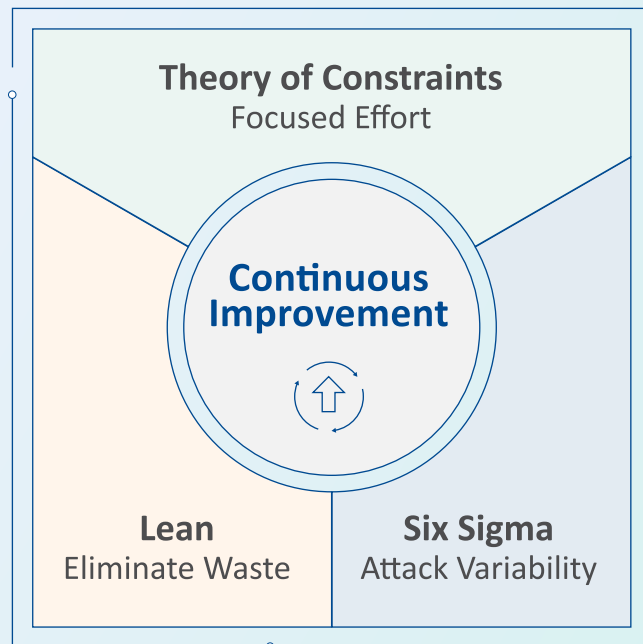 Theory of Constraints
Focused Effort
Continuous
Improvement
Lean
Eliminate Waste
Six Sigma
Attack Variability